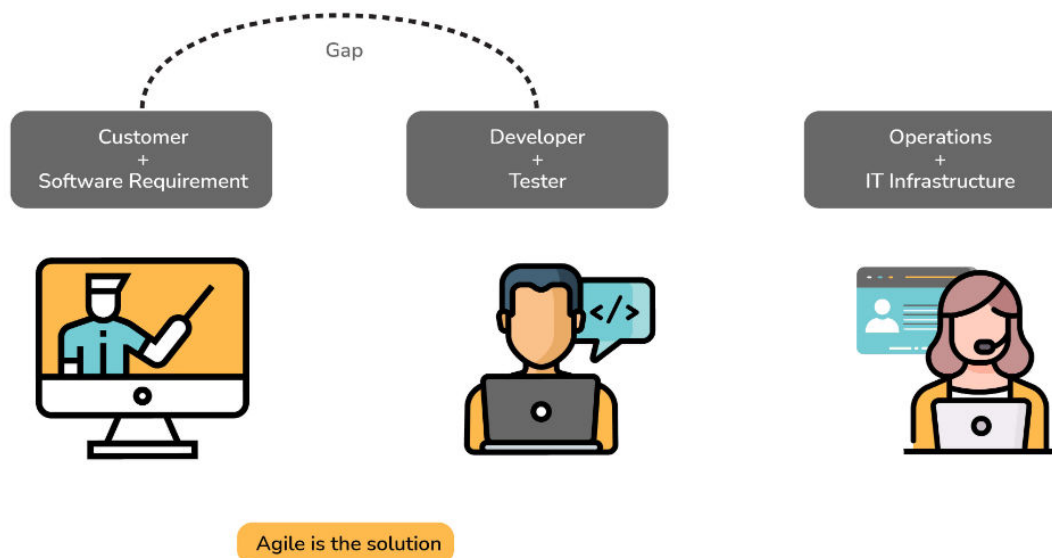 Gap
Customer
+
Software Requirement
Developer
+
Tester
Operations
+
IT Infrastructure
</>
Agile is the solution